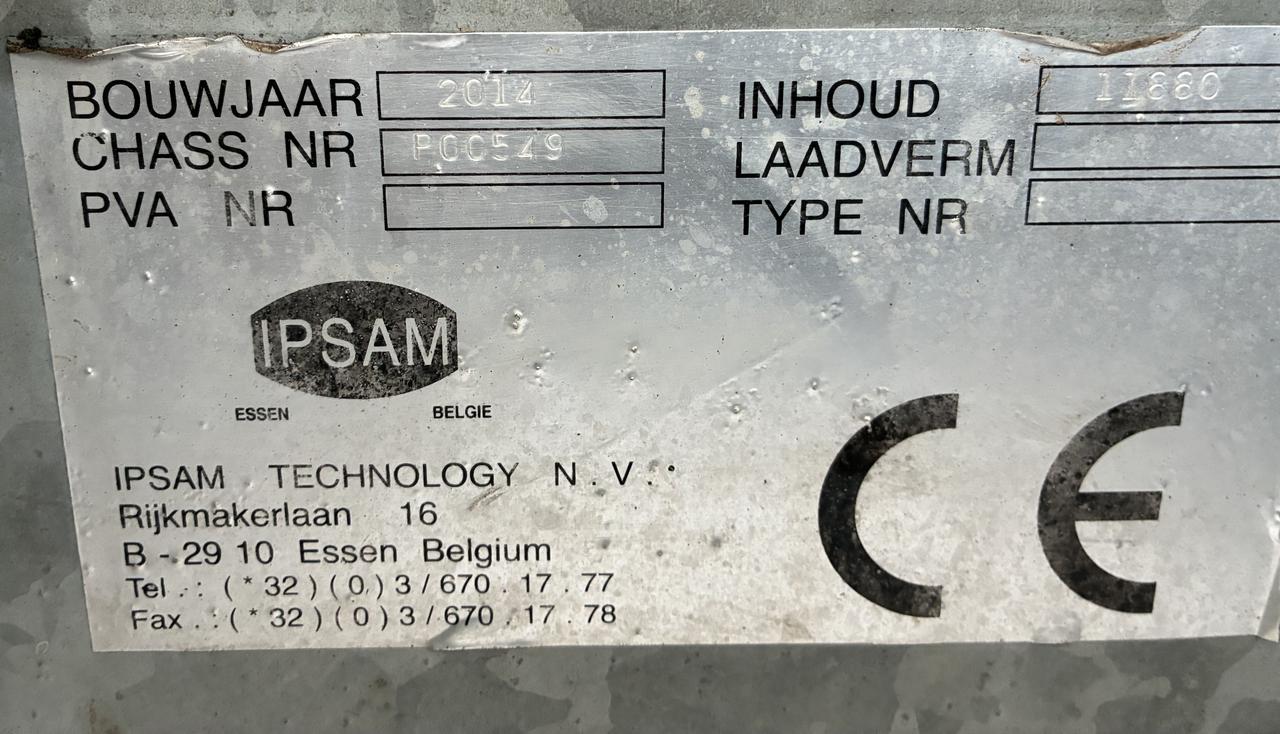 BOUWJAAR 2014
CHASS NR P00549
PVA NR
INHOUD 11880
LAADVERM
TYPE NR
IPSAM
ESSEN BELGIE
IPSAM TECHNOLOGY N.V.
Rijkmakerlaan 16
B - 29 10 Essen Belgium
Tel .: (*32)(0)3/670.17.77
Fax .: (*32)(0)3/670.17.78
CE